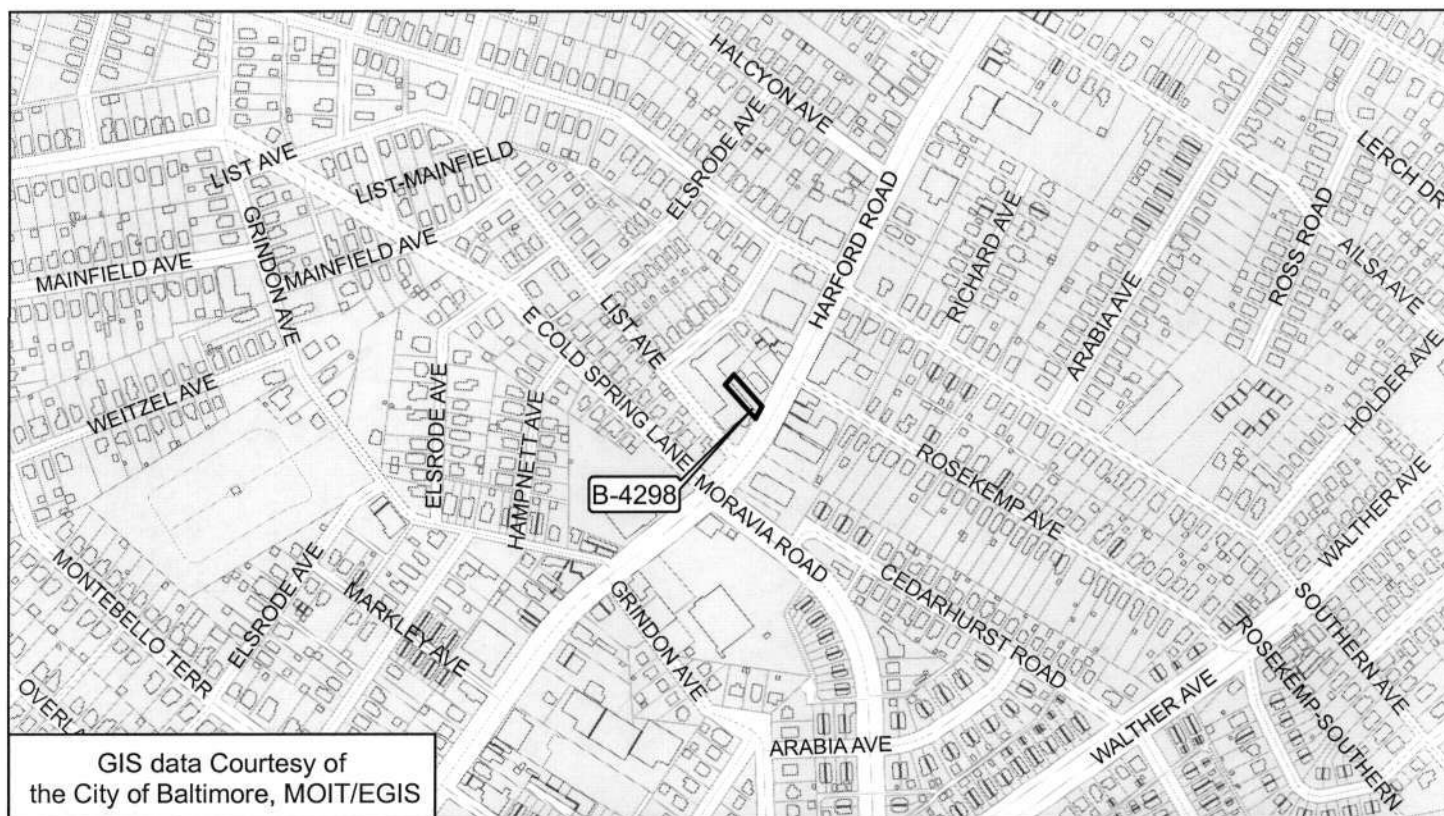 HALCYON AVE
ELSRODE AVE
LIST AVE
LIST-MAINFIELD
HARFORD ROAD
LERCH DR
ROSS ROAD
RICHARD AVE
AILSA AVE
GRINDON AVE
MAINFIELD AVE
MAINFIELD AVE
ARABIA AVE
E COLD SPRING LANE
LIST AVE
HOLDER AVE
WEITZEL AVE
ELSRODE AVE
HAMPNETT AVE
B-4298
MORAVIA ROAD
ROSEKEMP AVE
WALTHER AVE
MONTEBELLO TERR
ELSRODE AVE
MARKLEY AVE
GRINDON AVE
CEDARHURST ROAD
SOUTHERN AVE
ROSEKEMP-SOUTHERN
WALTHER AVE
ARABIA AVE
OVERLA
GIS data Courtesy of
the City of Baltimore, MOIT/EGIS